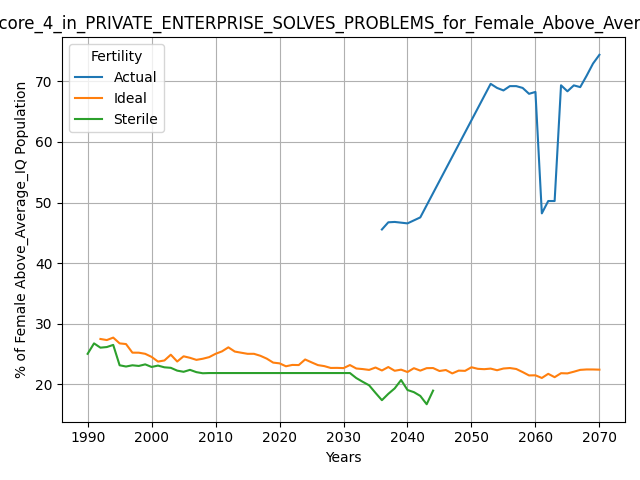 core_4_in_PRIVATE_ENTERPRISE_SOLVES_PROBLEMS_for_Female_Above_Aver
Fertility
Actual
Ideal
Sterile
% of Female Above_Average_IQ Population
70
60
50
40
30
20
1990 2000 2010 2020 2030 2040 2050 2060 2070
Years